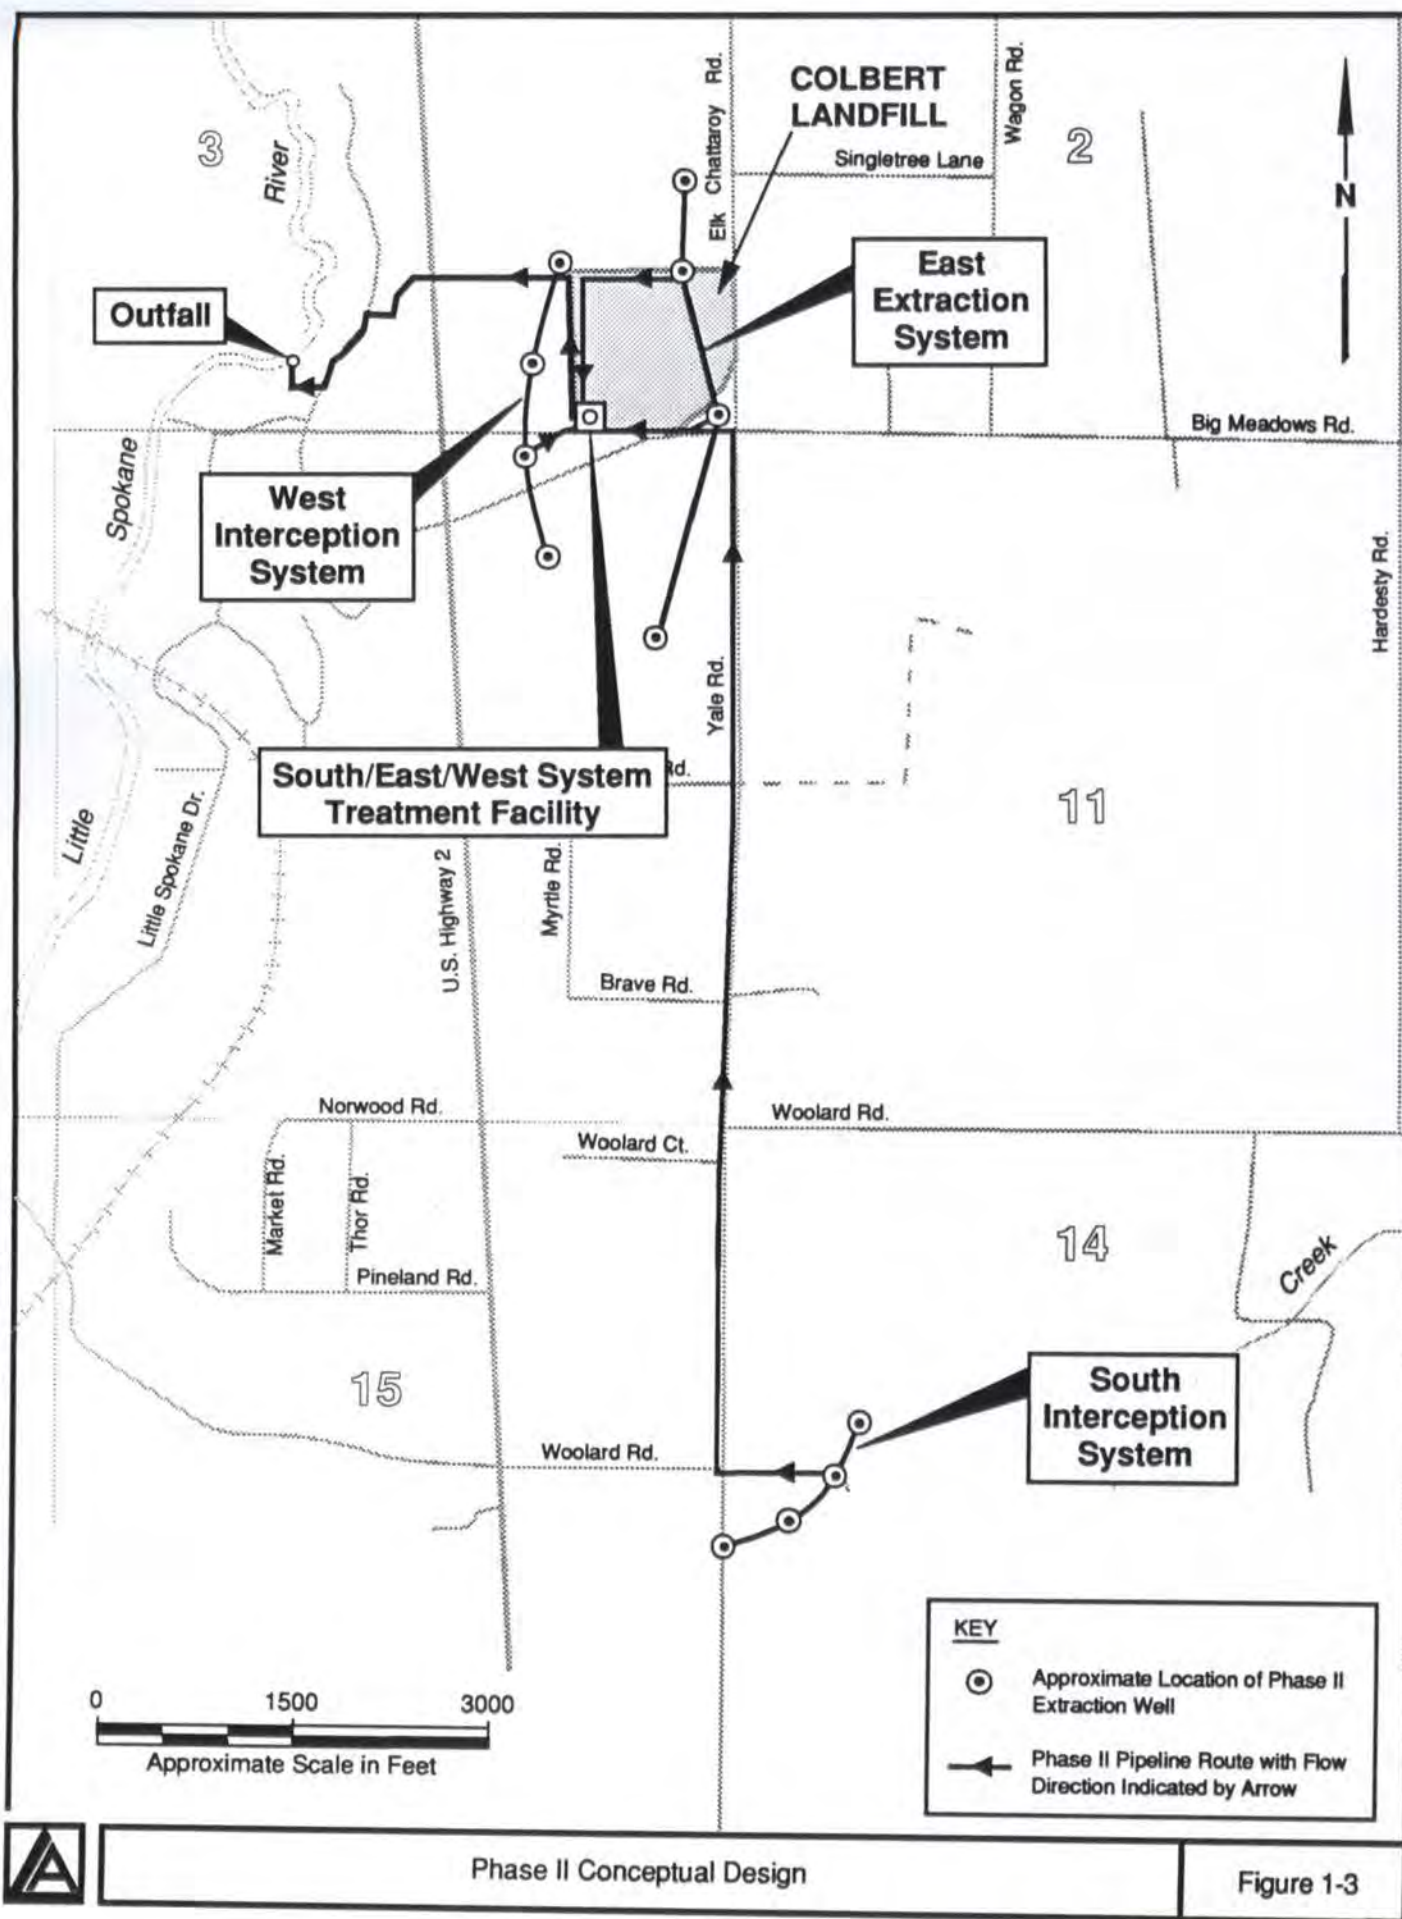 COLBERT
LANDFILL
Elk Chattaroy Rd.
Wagon Rd.
3
2
River
Singletree Lane
N
East
Extraction
System
Outfall
Big Meadows Rd.
Spokane
West
Interception
System
Hardesty Rd.
Yale Rd.
South/East/West System
Treatment Facility
Rd.
11
Little
Little Spokane Dr.
U.S. Highway 2
Myrtle Rd.
Brave Rd.
Norwood Rd.
Woolard Rd.
Woolard Ct.
Market Rd.
Thor Rd.
14
Creek
Pineland Rd.
15
South
Interception
System
Woolard Rd.
KEY
Approximate Location of Phase II
Extraction Well
Phase II Pipeline Route with Flow
Direction Indicated by Arrow
0 1500 3000
Approximate Scale in Feet
Phase II Conceptual Design
Figure 1-3